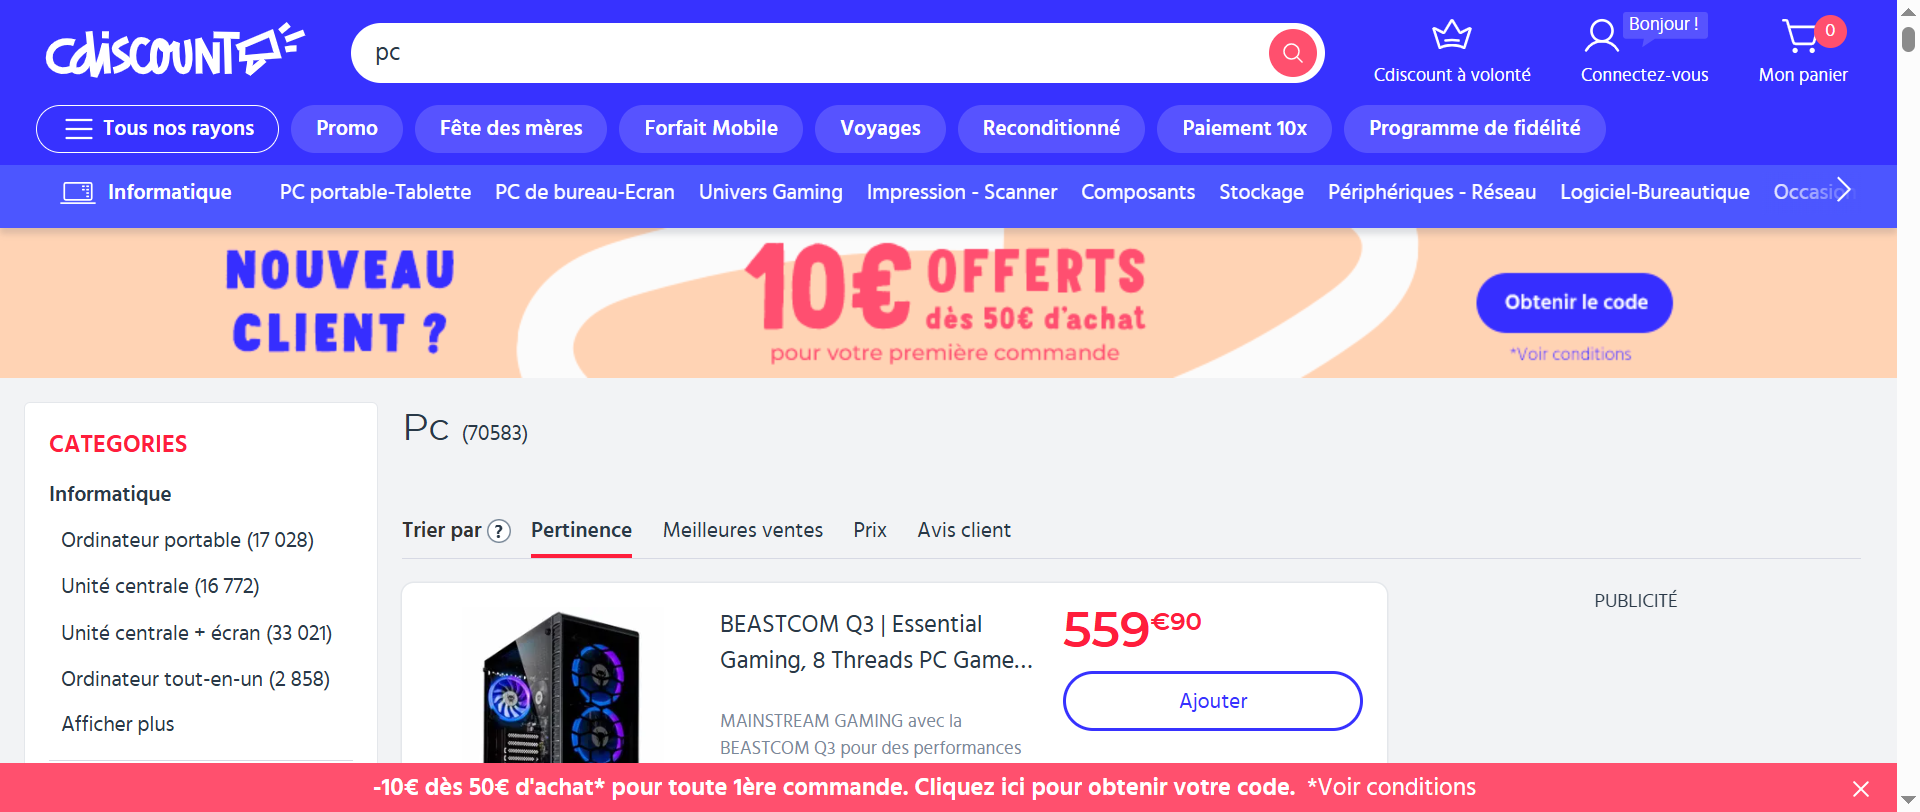 Cdiscount
pc
Cdiscount à volonté
Bonjour !
Connectez-vous
0
Mon panier
Tous nos rayons
Promo
Fête des mères
Forfait Mobile
Voyages
Reconditionné
Paiement 10x
Programme de fidélité
Informatique
PC portable-Tablette
PC de bureau-Ecran
Univers Gaming
Impression - Scanner
Composants
Stockage
Périphériques - Réseau
Logiciel-Bureautique
Occasion
NOUVEAU
CLIENT ?
10€ OFFERTS
dès 50€ d'achat
pour votre première commande
Obtenir le code
*Voir conditions
CATEGORIES
Informatique
Ordinateur portable (17 028)
Unité centrale (16 772)
Unité centrale + écran (33 021)
Ordinateur tout-en-un (2 858)
Afficher plus
Pc (70583)
Trier par ?
Pertinence
Meilleures ventes
Prix
Avis client
BEASTCOM Q3 | Essential
Gaming, 8 Threads PC Game...
MAINSTREAM GAMING avec la
BEASTCOM Q3 pour des performances
559€90
Ajouter
PUBLICITÉ
-10€ dès 50€ d'achat* pour toute 1ère commande. Cliquez ici pour obtenir votre code. *Voir conditions